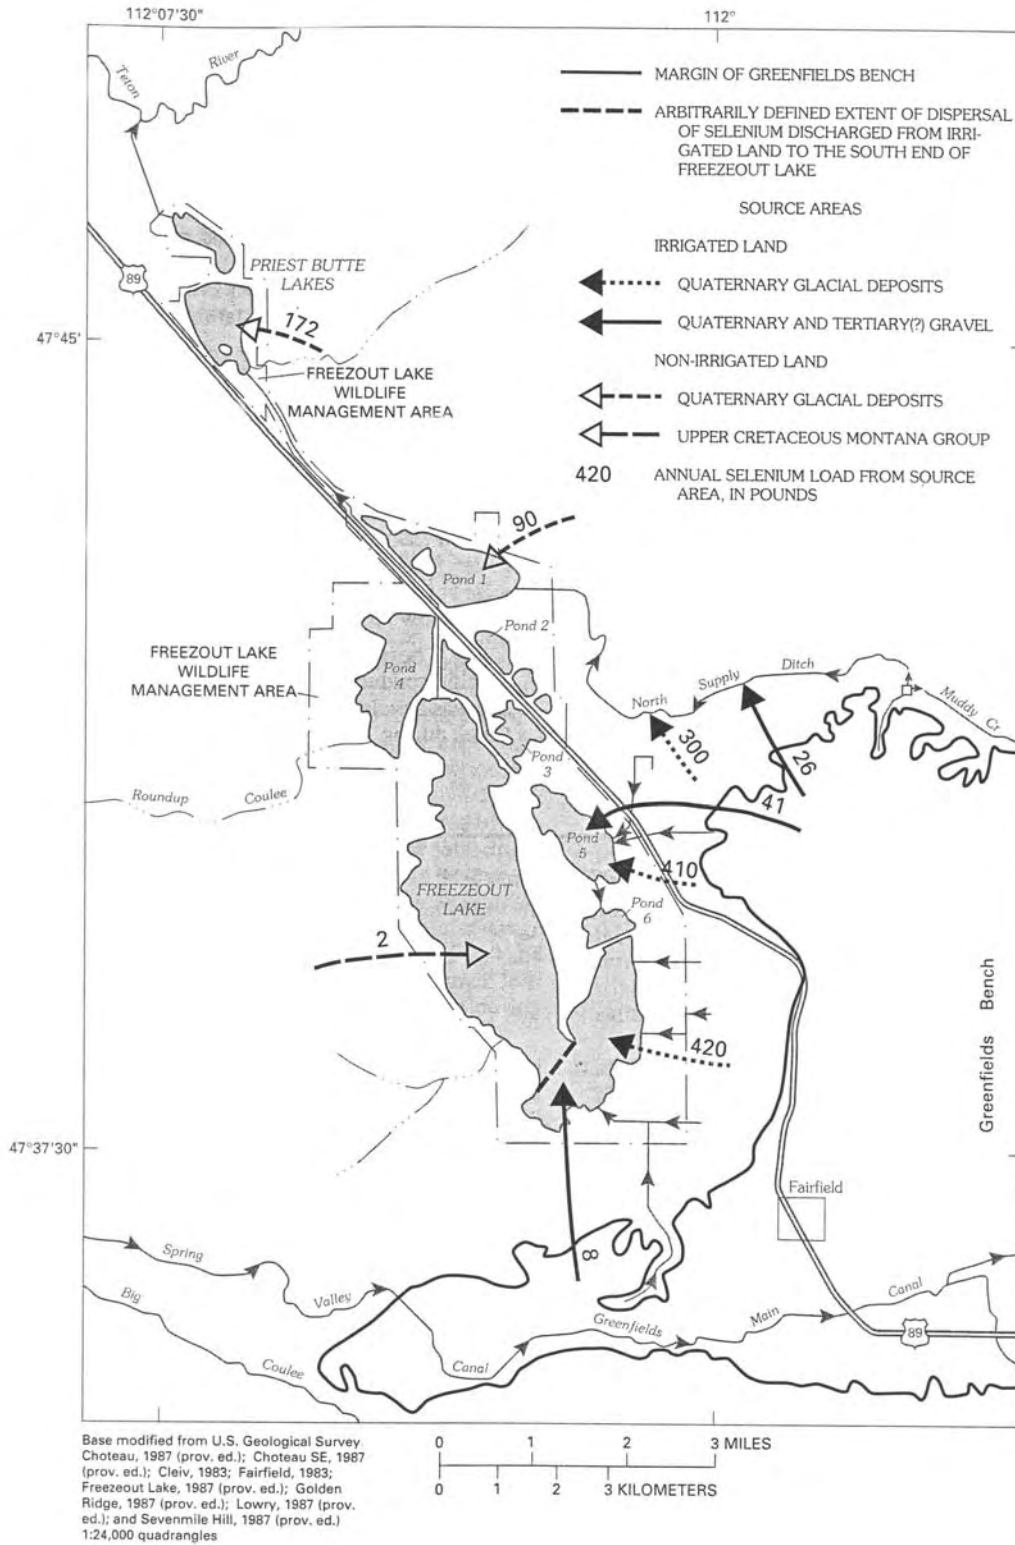 112°07'30"
112°
Teton
River
MARGIN OF GREENFIELDS BENCH
ARBITRARILY DEFINED EXTENT OF DISPERSAL
OF SELENIUM DISCHARGED FROM IRRI-
GATED LAND TO THE SOUTH END OF
FREEZEOUT LAKE
SOURCE AREAS
IRRIGATED LAND
QUATERNARY GLACIAL DEPOSITS
QUATERNARY AND TERTIARY(?) GRAVEL
NON-IRRIGATED LAND
QUATERNARY GLACIAL DEPOSITS
UPPER CRETACEOUS MONTANA GROUP
420 ANNUAL SELENIUM LOAD FROM SOURCE
AREA, IN POUNDS
PRIEST BUTTE
LAKES
89
172
47°45'
FREEZOUT LAKE
WILDLIFE
MANAGEMENT AREA
90
Pond 1
Pond 2
FREEZOUT LAKE
WILDLIFE
MANAGEMENT AREA
Pond
4
North Supply Ditch
Muddy Cr
300
26
Pond
3
Roundup Coulee
41
Pond
5
410
FREEZEOUT
LAKE
Pond
6
2
420
Greenfields Bench
47°37'30"
Fairfield
8
Spring Valley Canal
Big Coulee
Greenfields Main Canal
89
Base modified from U.S. Geological Survey
Choteau, 1987 (prov. ed.); Choteau SE, 1987
(prov. ed.); Cleiv, 1983; Fairfield, 1983;
Freezeout Lake, 1987 (prov. ed.); Golden
Ridge, 1987 (prov. ed.); Lowry, 1987 (prov.
ed.); and Sevenmile Hill, 1987 (prov. ed.)
1:24,000 quadrangles
0 1 2 3 MILES
0 1 2 3 KILOMETERS